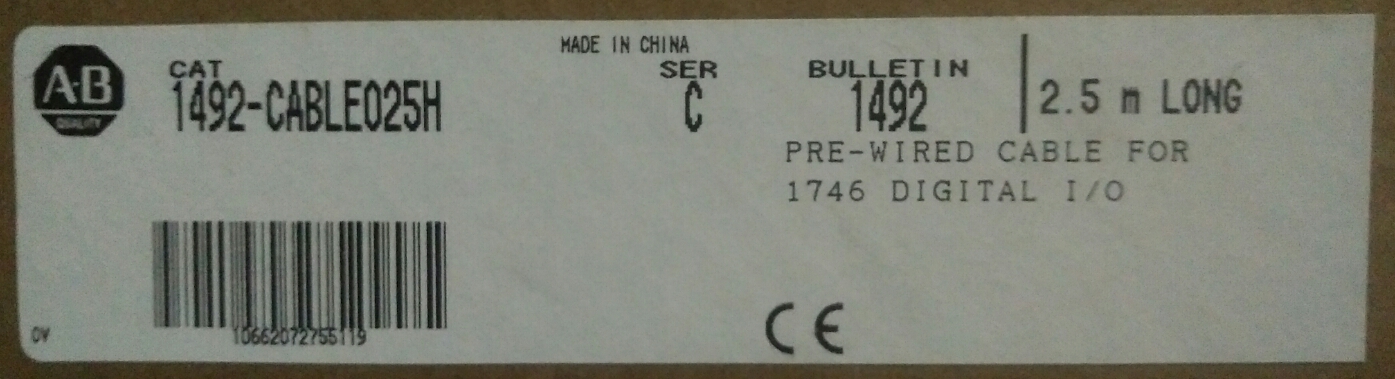 MADE IN CHINA
A-B
QUALITY
CAT
1492-CABLE025H
SER
C
BULLETIN
1492
2.5 m LONG
PRE-WIRED CABLE FOR
1746 DIGITAL I/O
10662072755119
CE
0V